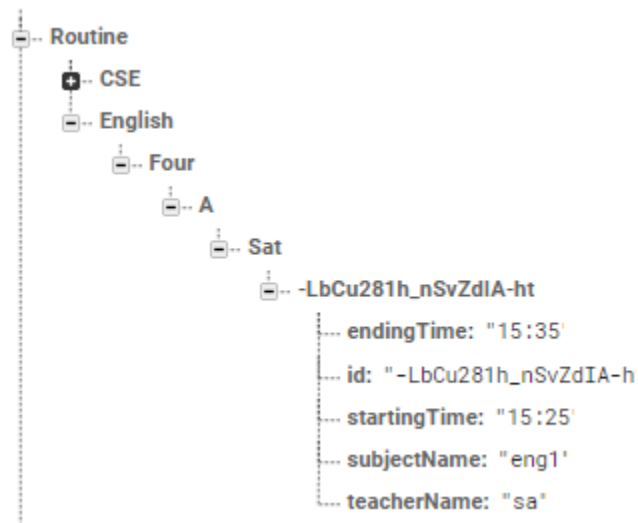 Routine
CSE
English
Four
A
Sat
-LbCu281h_nSvZdIA-ht
endingTime: "15:35'
id: "-LbCu281h_nSvZdIA-h
startingTime: "15:25'
subjectName: "eng1'
teacherName: "sa'